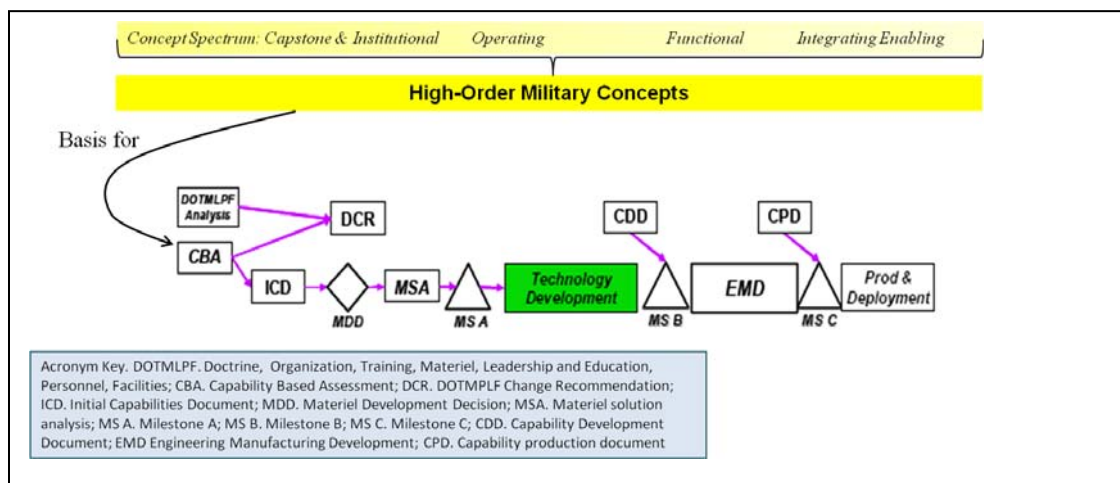 Concept Spectrum: Capstone & Institutional Operating Functional Integrating Enabling
High-Order Military Concepts
Basis for
DOTMLPF
Analysis
DCR
CBA
ICD
MDD
MSA
MS A
Technology
Development
CDD
MS B
EMD
CPD
MS C
Prod &
Deployment
Acronym Key. DOTMLPF. Doctrine, Organization, Training, Materiel, Leadership and Education,
Personnel, Facilities; CBA. Capability Based Assessment; DCR. DOTMPLF Change Recommendation;
ICD. Initial Capabilities Document; MDD. Materiel Development Decision; MSA. Materiel solution
analysis; MS A. Milestone A; MS B. Milestone B; MS C. Milestone C; CDD. Capability Development
Document; EMD Engineering Manufacturing Development; CPD. Capability production document